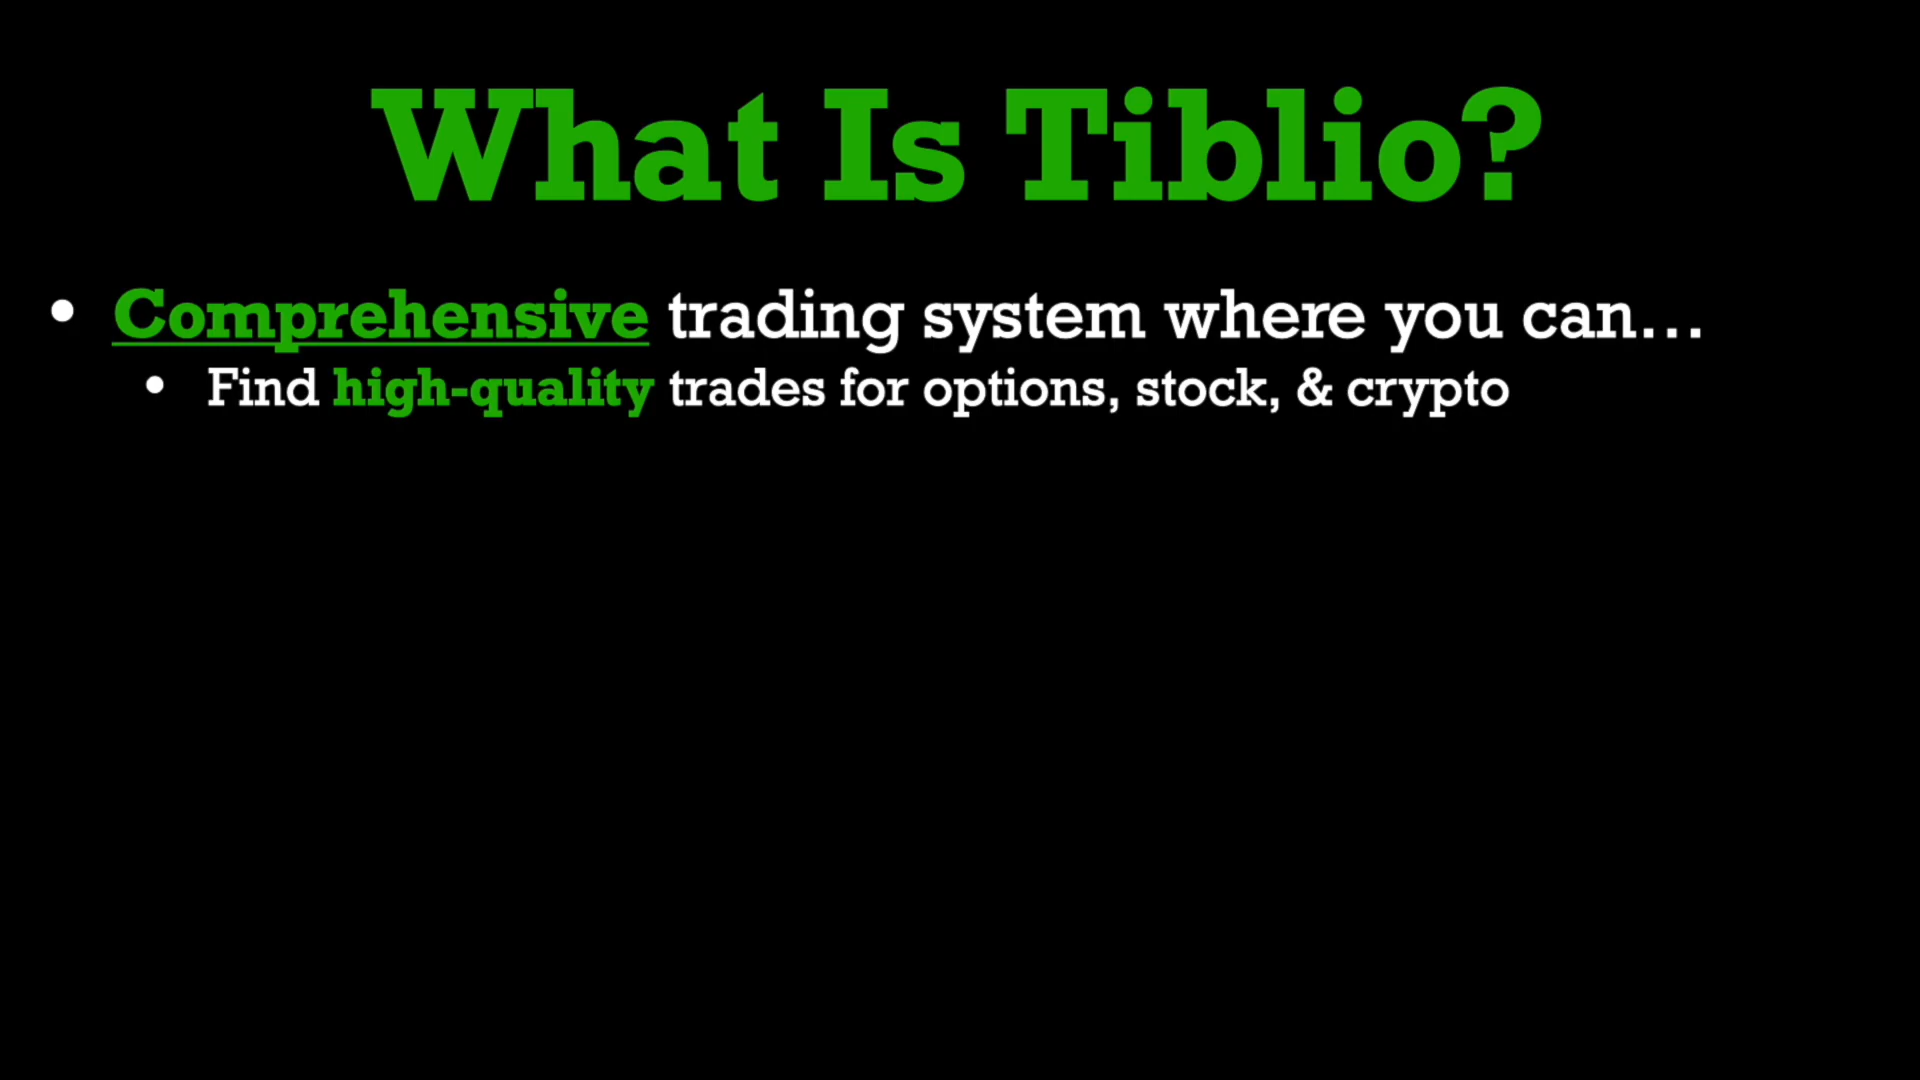 What Is Tiblio?
• Comprehensive trading system where you can…
• Find high-quality trades for options, stock, & crypto